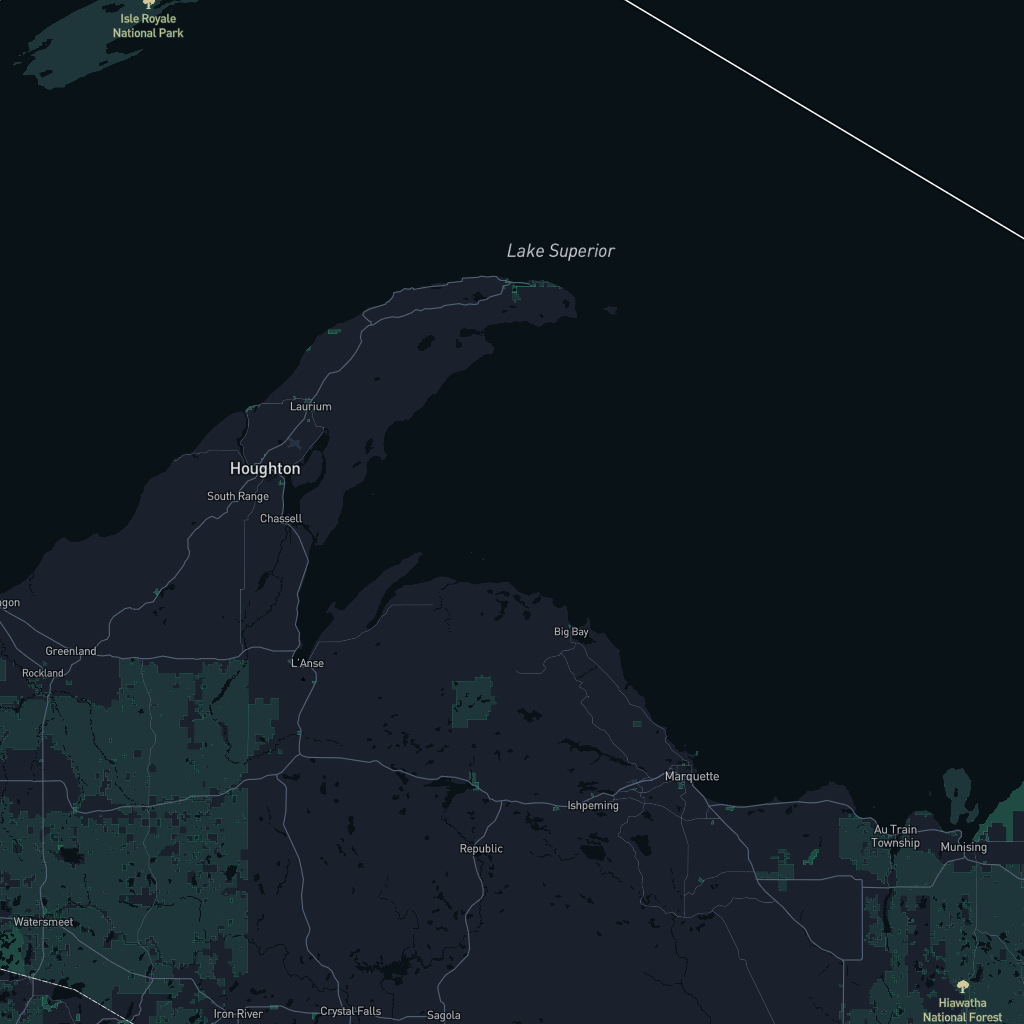 Isle Royale
National Park
Lake Superior
Laurium
Houghton
South Range
Chassell
Big Bay
Greenland
L'Anse
Rockland
Marquette
Ishpeming
Au Train
Township
Munising
Republic
Watersmeet
Hiawatha
National Forest
Iron River
Crystal Falls
Sagola